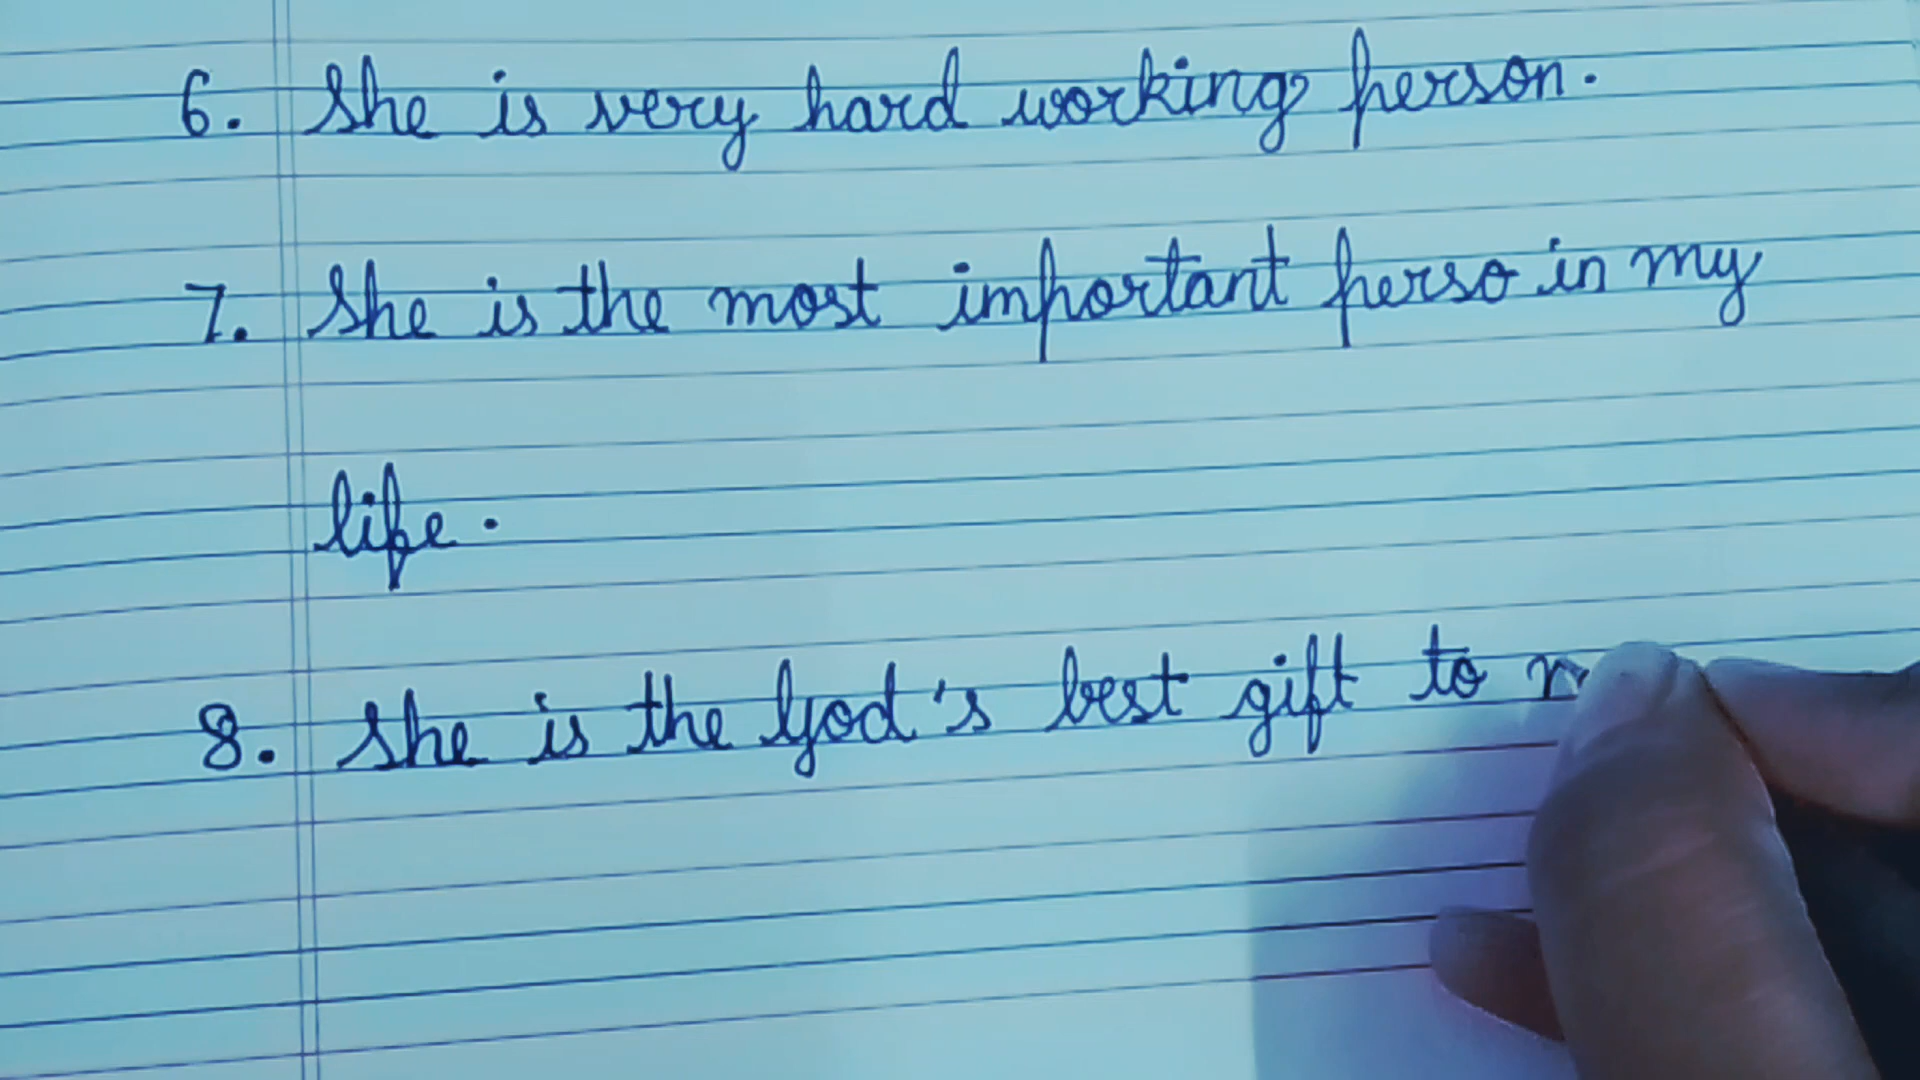 6. She is very hard working person.
7. She is the most important perso in my
life.
8. She is the God's best gift to